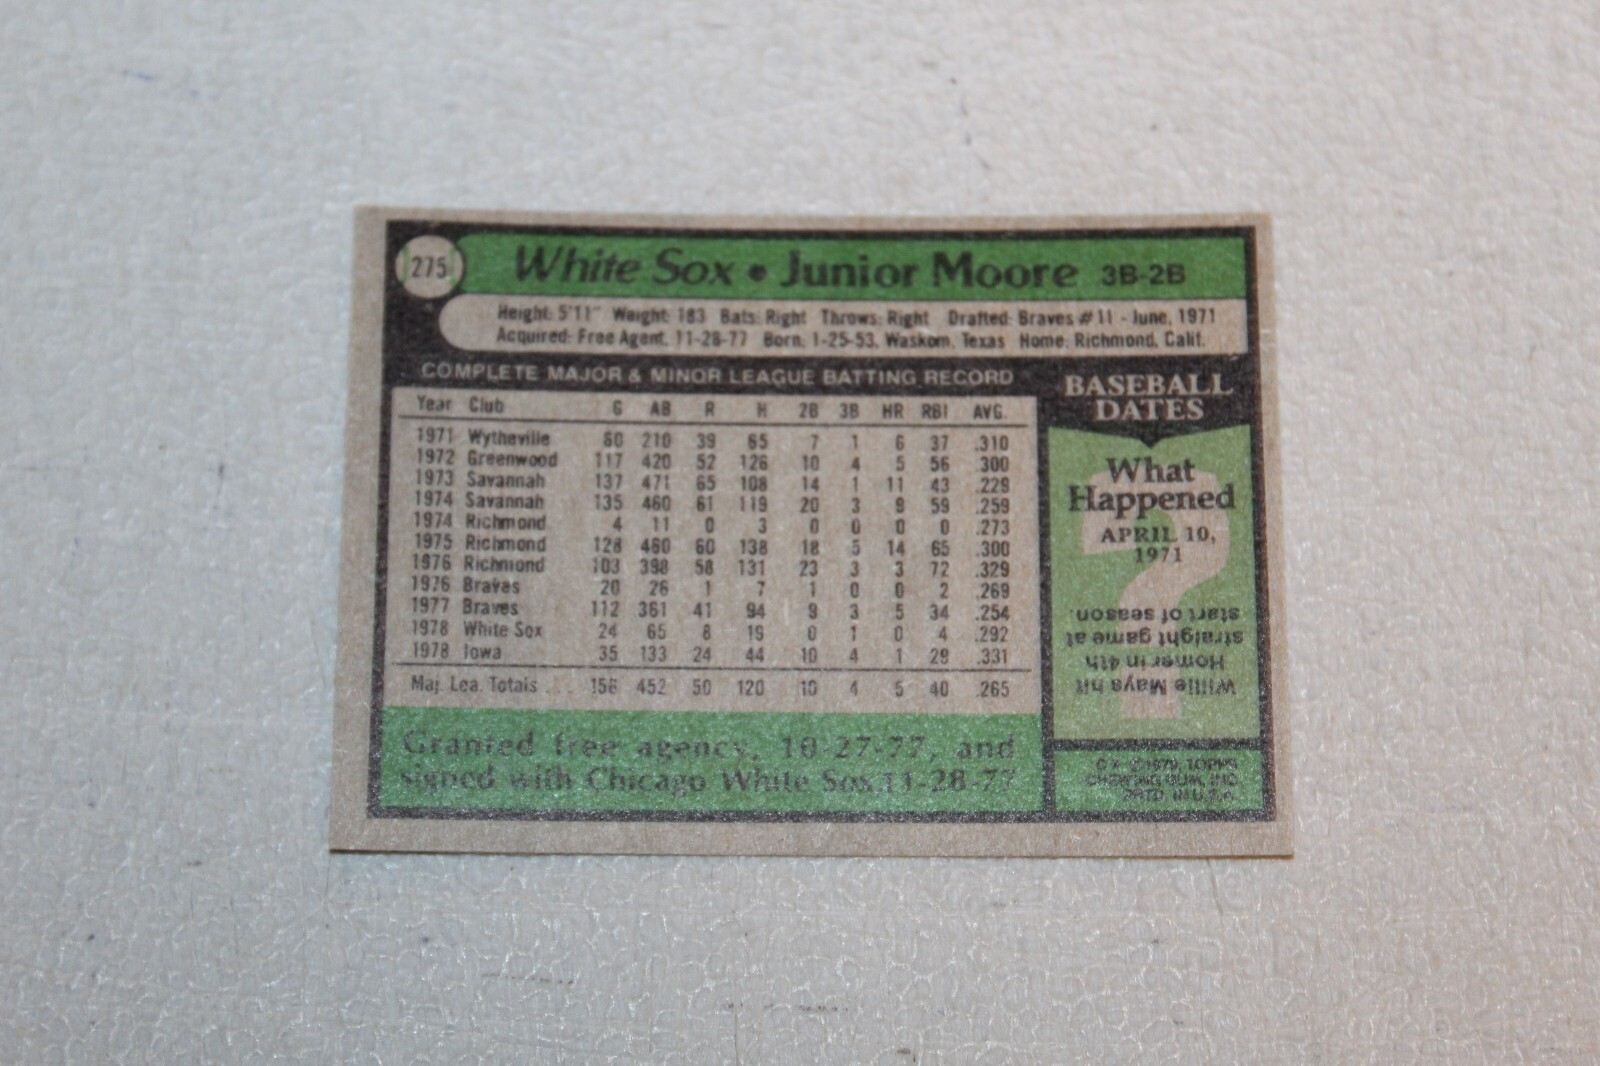 275
White Sox • Junior Moore 3B-2B
Height: 5'11" Weight: 183 Bats: Right Throws: Right Drafted: Braves #11 - June, 1971
Acquired: Free Agent, 11-28-77 Born: 1-25-53, Waskom, Texas Home: Richmond, Calif.
COMPLETE MAJOR & MINOR LEAGUE BATTING RECORD
Year Club G AB R H 2B 3B HR RBI AVG.
1971 Wytheville 60 210 39 65 7 1 6 37 .310
1972 Greenwood 117 420 52 126 10 4 5 56 .300
1973 Savannah 137 471 65 108 14 1 11 43 .229
1974 Savannah 135 460 61 119 20 3 9 59 .259
1974 Richmond 4 11 0 3 0 0 0 0 .273
1975 Richmond 128 460 60 138 18 5 14 65 .300
1976 Richmond 103 398 58 131 23 3 3 72 .329
1976 Braves 20 26 1 7 1 0 0 2 .269
1977 Braves 112 361 41 94 9 3 5 34 .254
1978 White Sox 24 65 8 19 0 1 0 4 .292
1978 Iowa 35 133 24 44 10 4 1 29 .331
Maj. Lea. Totals ... 156 452 50 120 10 4 5 40 .265
Granted free agency, 10-27-77, and
signed with Chicago White Sox, 11-28-77
BASEBALL
DATES
What
Happened
APRIL 10,
1971
?
Willie Mays hit
Homer in 4th
straight game at
start of season.
©1979, TOPPS
CHEWING GUM, INC.
PRTD. IN U.S.A.